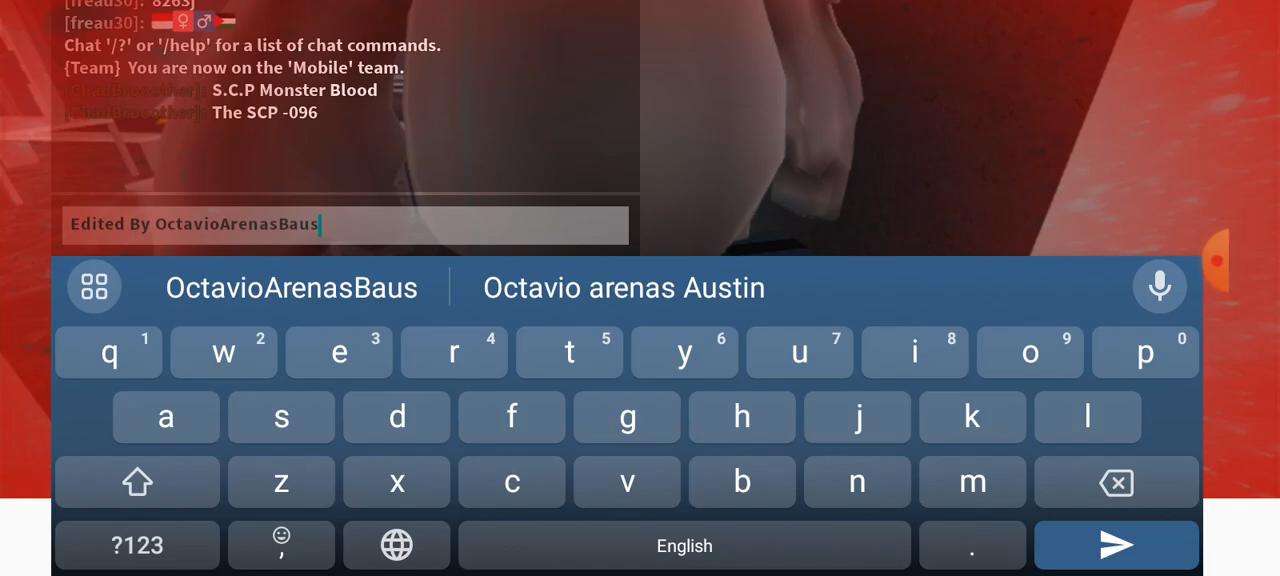 [freau30]: 8263j
[freau30]:
Chat '/?' or '/help' for a list of chat commands.
{Team} You are now on the 'Mobile' team.
S.C.P Monster Blood
The SCP -096
Edited By OctavioArenasBaus
OctavioArenasBaus
Octavio arenas Austin
q 1 w 2 e 3 r 4 t 5 y 6 u 7 i 8 o 9 p 0
a s d f g h j k l
z x c v b n m
?123 , English .